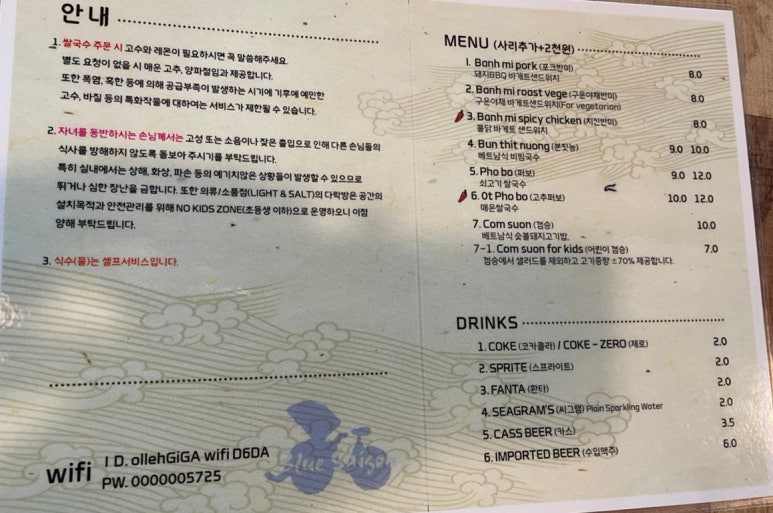 안내
1. 쌀국수 주문 시 고수와 레몬이 필요하시면 꼭 말씀해주세요.
별도 요청이 없을 시 매운 고추, 양파절임과 제공합니다.
또한 폭염, 혹한 등에 의해 공급부족이 발생하는 시기에 기후에 예민한
고수, 바질 등의 특화작물에 대하여는 서비스가 제한될 수 있습니다.
2. 자녀를 동반하시는 손님께서는 고성 또는 소음이나 잦은 출입으로 인해 다른 손님들의
식사를 방해하지 않도록 돌보아 주시기를 부탁드립니다.
특히 실내에서는 상해, 화상, 파손 등의 예기치않은 상황들이 발생할 수 있으므로
뛰거나 심한 장난을 금합니다. 또한 의류/소품점(LIGHT & SALT)의 다락방은 공간의
설치목적과 안전관리를 위해 NO KIDS ZONE(초등생 이하)으로 운영하오니 이점
양해 부탁드립니다.
3. 식수(물)는 셀프서비스입니다.
wifi
I D. ollehGiGA wifi D6DA
PW. 0000005725
Blue Saigon
MENU (사리추가+2천원)
1. Banh mi pork (포크반미)
돼지BBQ 바게트샌드위치 8.0
2. Banh mi roast vege (구운야채반미)
구운야채 바게트샌드위치(For vegetarian) 8.0
3. Banh mi spicy chicken (치킨반미)
불닭 바게트 샌드위치 8.0
4. Bun thit nuong (분팃능) 9.0 10.0
베트남식 비빔국수
5. Pho bo (퍼보) 9.0 12.0
쇠고기 쌀국수
6. Ot Pho bo (고추퍼보) 10.0 12.0
매운쌀국수
7. Com suon (껌승) 10.0
베트남식 숯불돼지고기밥,
7-1. Com suon for kids (어린이 껌승) 7.0
껌승에서 샐러드를 제외하고 고기중량 ±70% 제공합니다.
DRINKS
1. COKE (코카콜라) / COKE - ZERO (제로) 2.0
2. SPRITE (스프라이트) 2.0
3. FANTA (환타) 2.0
4. SEAGRAM'S (씨그램) Plain Sparkling Water 2.0
5. CASS BEER (카스) 3.5
6. IMPORTED BEER (수입맥주) 6.0